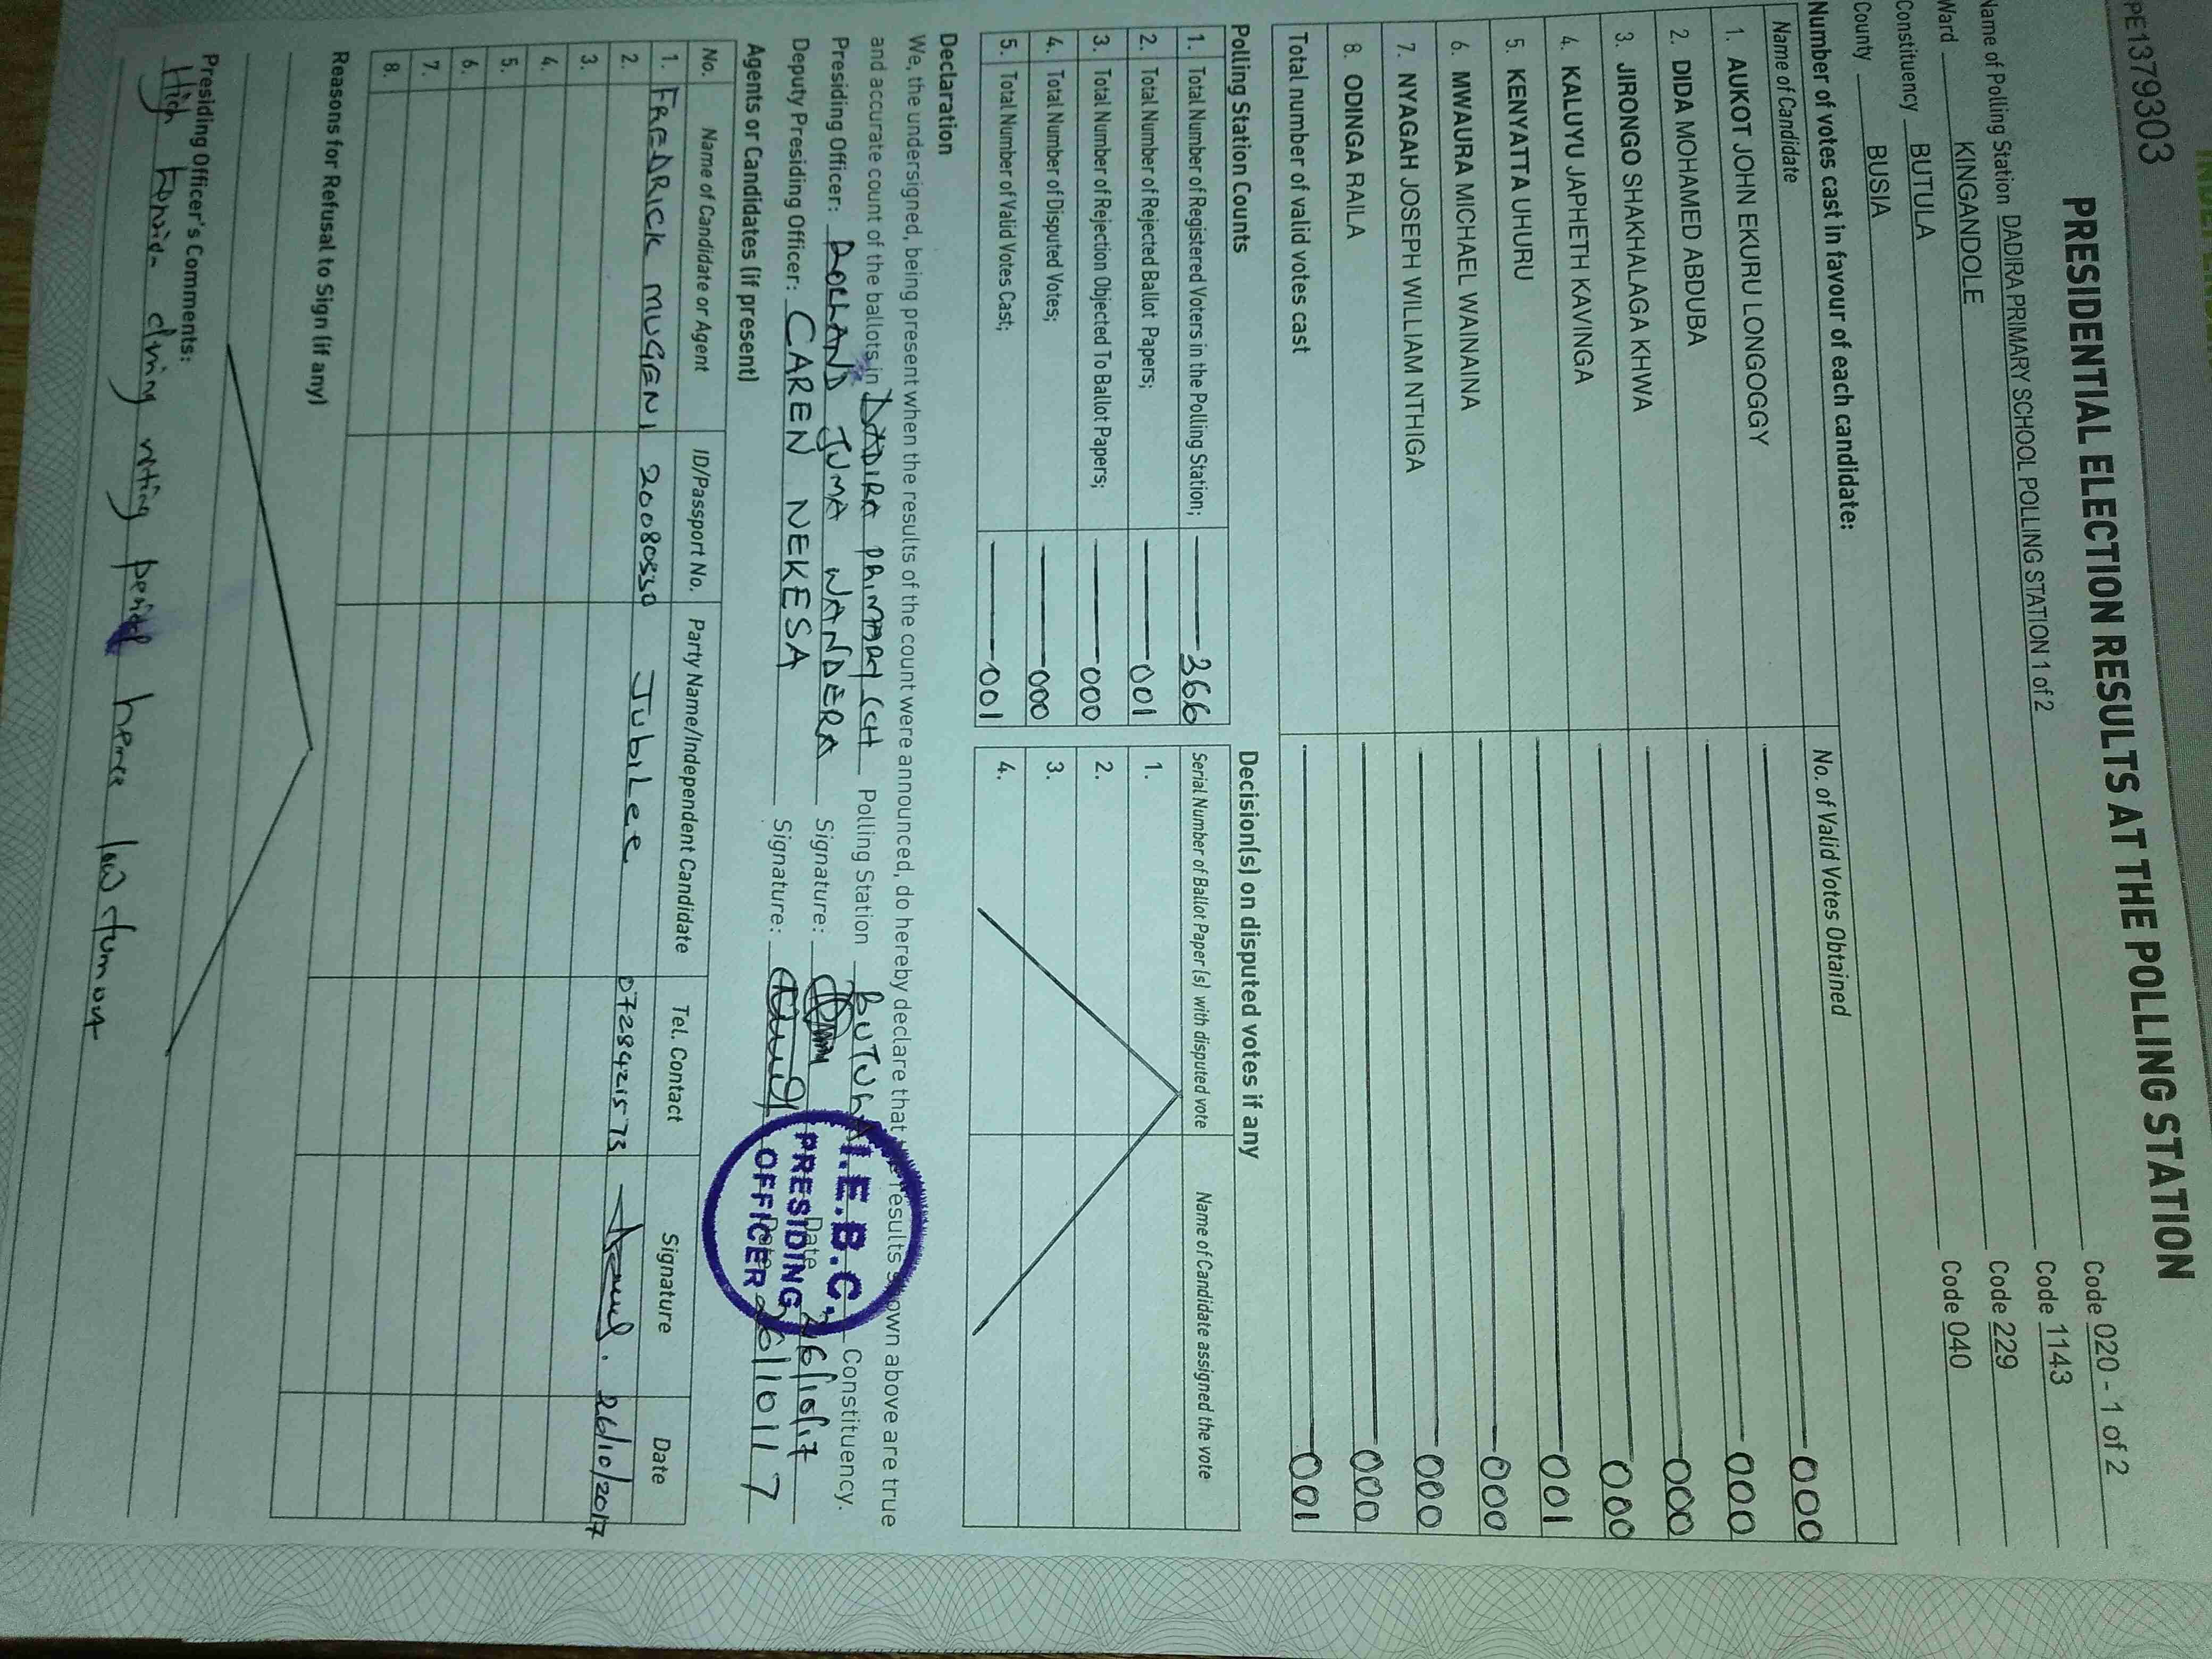 PE1379303
PRESIDENTIAL ELECTION RESULTS AT THE POLLING STATION
Name of Polling Station DADIRA PRIMARY SCHOOL POLLING STATION 1 of 2 Code 020 - 1 of 2
Ward KINGANDOLE Code 1143
Constituency BUTULA Code 229
County BUSIA Code 040
Number of votes cast in favour of each candidate:
Name of Candidate No. of Valid Votes Obtained
1. AUKOT JOHN EKURU LONGOGGY 000
2. DIDA MOHAMED ABDUBA 000
3. JIRONGO SHAKHALAGA KHWA 000
4. KALUYU JAPHETH KAVINGA 000
5. KENYATTA UHURU 001
6. MWAURA MICHAEL WAINAINA 000
7. NYAGAH JOSEPH WILLIAM NTHIGA 000
8. ODINGA RAILA 000
Total number of valid votes cast 001
Polling Station Counts Decision(s) on disputed votes if any
1. Total Number of Registered Voters in the Polling Station; 366 Serial Number of Ballot Paper (s) with disputed vote Name of Candidate assigned the vote
2. Total Number of Rejected Ballot Papers; 001 1.
3. Total Number of Rejection Objected To Ballot Papers; 000 2.
4. Total Number of Disputed Votes; 000 3.
5. Total Number of Valid Votes Cast; 001 4.
Declaration
We, the undersigned, being present when the results of the count were announced, do hereby declare that the results shown above are true
and accurate count of the ballots in DADIRA PRIMARY SCH Polling Station BUTULA Constituency.
Presiding Officer: ROLAND JUMA WANDERA Signature: Date 26/10/17
Deputy Presiding Officer: CAREN NEKESA Signature: Date 26/10/17
I.E.B.C.
PRESIDING
OFFICER
Agents or Candidates (if present)
No. Name of Candidate or Agent ID/Passport No. Party Name/Independent Candidate Tel. Contact Signature Date
1. FREDRICK MUGENI 20080530 JubiLee 0728421573 26/10/2017
2.
3.
4.
5.
6.
7.
8.
Reasons for Refusal to Sign (if any)
Presiding Officer's Comments:
High tension during voting period hence low turnout